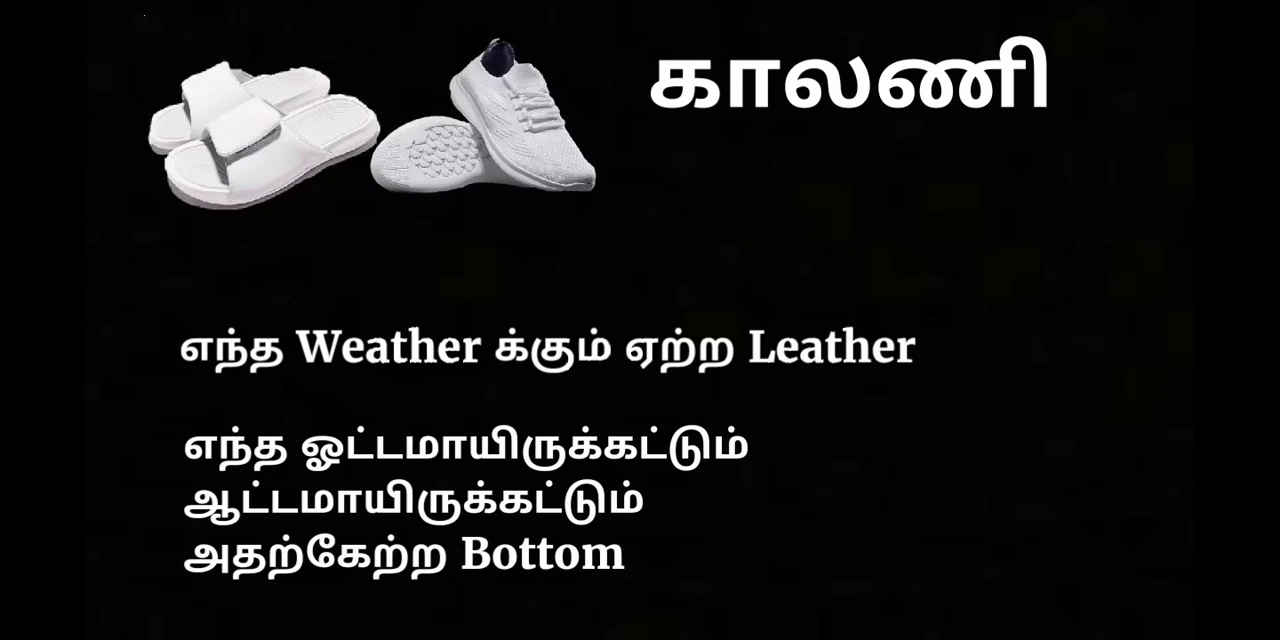 காலணி
எந்த Weather க்கும் ஏற்ற Leather
எந்த ஓட்டமாயிருக்கட்டும்
ஆட்டமாயிருக்கட்டும்
அதற்கேற்ற Bottom